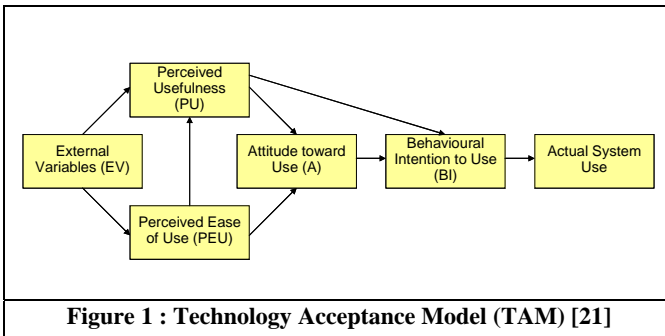 Perceived
Usefulness
(PU)
External
Variables (EV)
Attitude toward
Use (A)
Behavioural
Intention to Use
(BI)
Actual System
Use
Perceived Ease
of Use (PEU)
Figure 1 : Technology Acceptance Model (TAM) [21]